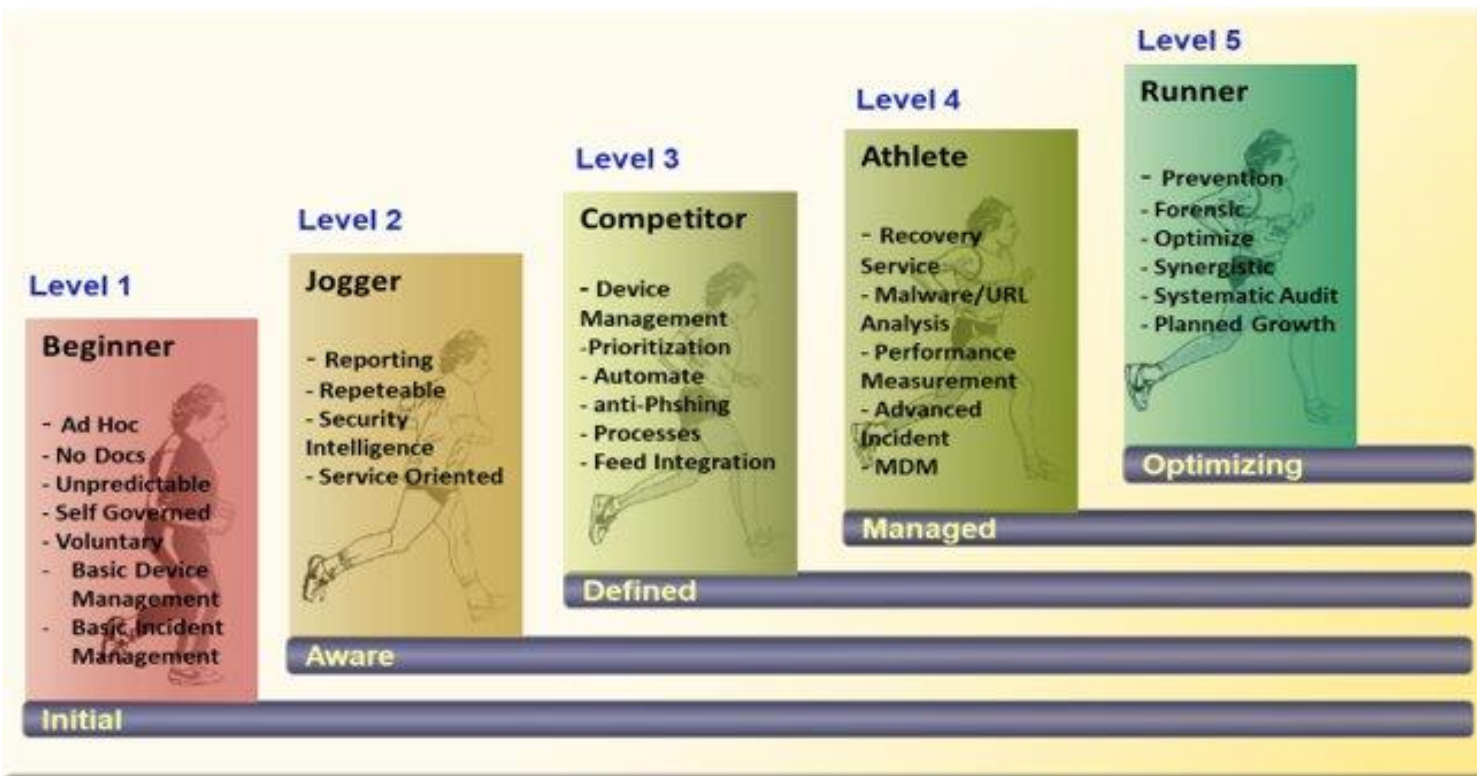 Level 1
Beginner
- Ad Hoc
- No Docs
- Unpredictable
- Self Governed
- Voluntary
- Basic Device
Management
- Basic Incident
Management
Initial
Level 2
Jogger
- Reporting
- Repeteable
- Security
Intelligence
- Service Oriented
Aware
Level 3
Competitor
- Device
Management
-Prioritization
- Automate
- anti-Phshing
- Processes
- Feed Integration
Defined
Level 4
Athlete
- Recovery
Service
- Malware/URL
Analysis
- Performance
Measurement
- Advanced
Incident
- MDM
Managed
Level 5
Runner
- Prevention
- Forensic
- Optimize
- Synergistic
- Systematic Audit
- Planned Growth
Optimizing